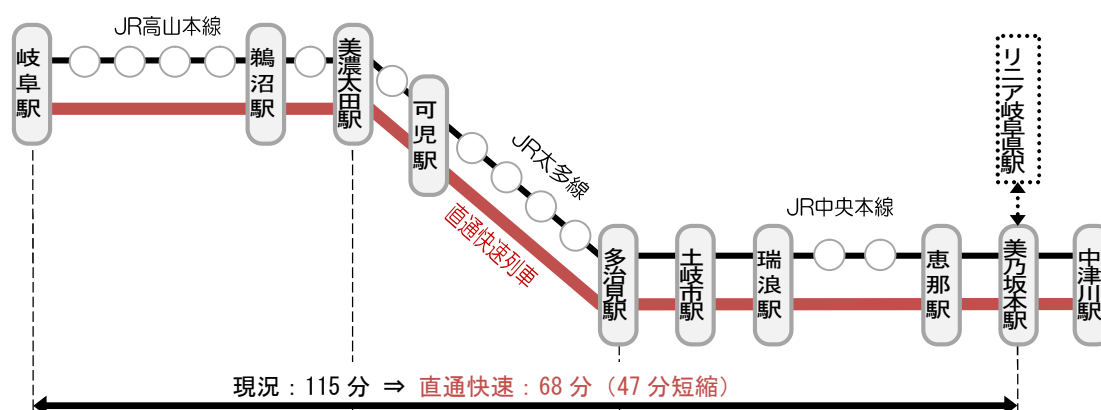 JR高山本線
岐阜駅
鵜沼駅
美濃太田駅
可児駅
JR太多線
直通快速列車
多治見駅
土岐市駅
瑞浪駅
JR中央本線
恵那駅
リニア岐阜県駅
美乃坂本駅
中津川駅
現況：115分 ⇒ 直通快速：68分（47分短縮）